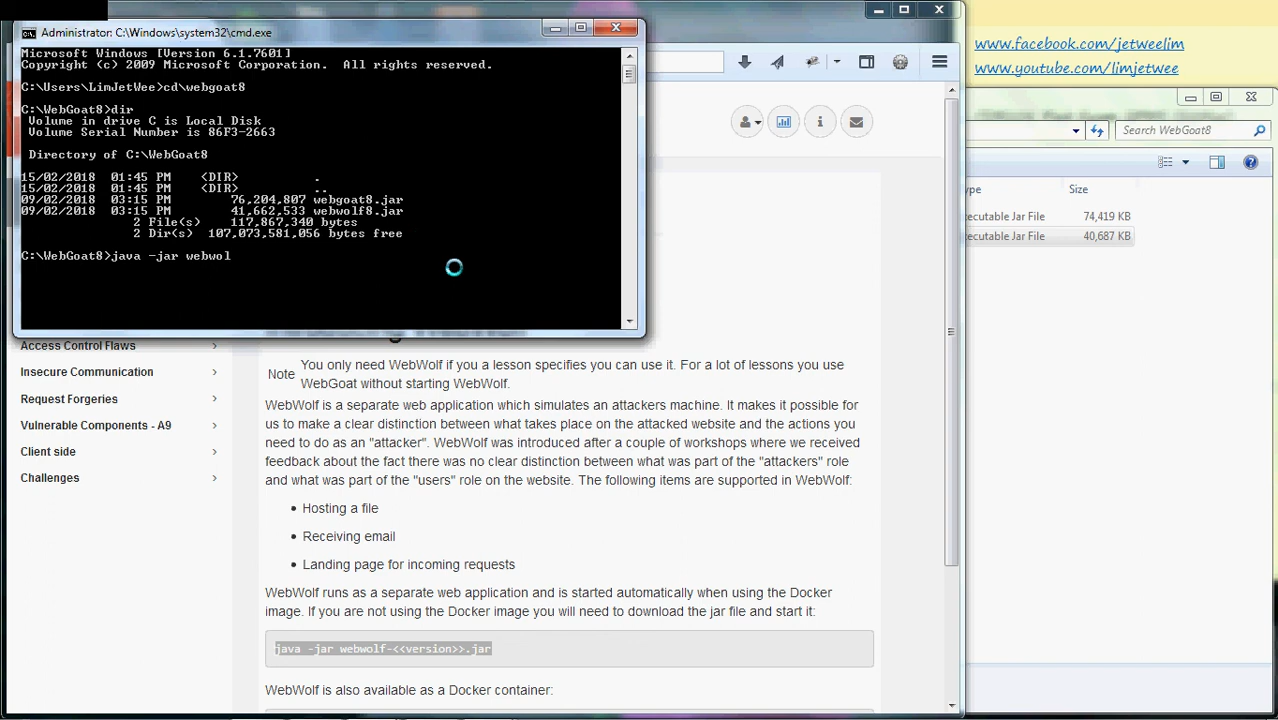 Administrator: C:\Windows\system32\cmd.exe
Microsoft Windows [Version 6.1.7601]
Copyright (c) 2009 Microsoft Corporation.  All rights reserved.
C:\Users\LimJetWee>cd\webgoat8
C:\WebGoat8>dir
Volume in drive C is Local Disk
Volume Serial Number is 86F3-2663
Directory of C:\WebGoat8
15/02/2018  01:45 PM    <DIR>          .
15/02/2018  01:45 PM    <DIR>          ..
09/02/2018  03:15 PM        76,204,807 webgoat8.jar
09/02/2018  03:15 PM        41,662,533 webwolf8.jar
2 File(s)    117,867,340 bytes
2 Dir(s)  107,073,581,056 bytes free
C:\WebGoat8>java -jar webwol
www.facebook.com/jetweelim
www.youtube.com/limjetwee
Search WebGoat8
Size
74,419 KB
40,687 KB
Access Control Flaws
Insecure Communication
Request Forgeries
Vulnerable Components - A9
Client side
Challenges
Note
You only need WebWolf if you a lesson specifies you can use it. For a lot of lessons you use
WebGoat without starting WebWolf.
WebWolf is a separate web application which simulates an attackers machine. It makes it possible for
us to make a clear distinction between what takes place on the attacked website and the actions you
need to do as an "attacker". WebWolf was introduced after a couple of workshops where we received
feedback about the fact there was no clear distinction between what was part of the "attackers" role
and what was part of the "users" role on the website. The following items are supported in WebWolf:
• Hosting a file
• Receiving email
• Landing page for incoming requests
WebWolf runs as a separate web application and is started automatically when using the Docker
image. If you are not using the Docker image you will need to download the jar file and start it:
java -jar webwolf-<<version>>.jar
WebWolf is also available as a Docker container: